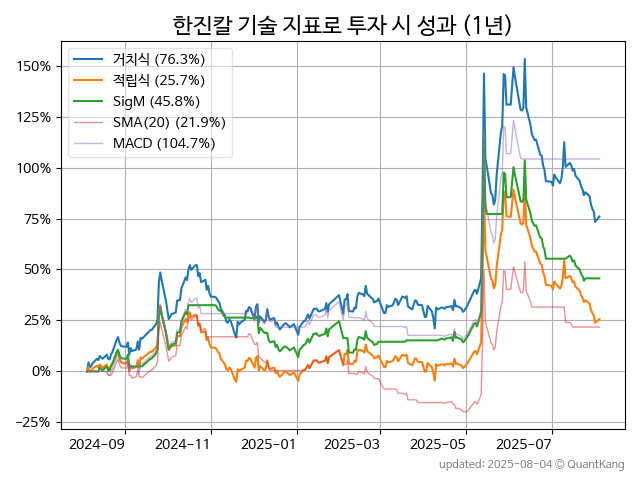 한진칼 기술 지표로 투자 시 성과 (1년)
거치식 (76.3%)
적립식 (25.7%)
SigM (45.8%)
SMA(20) (21.9%)
MACD (104.7%)
150%
125%
100%
75%
50%
25%
0%
−25%
2024−09 2024−11 2025−01 2025−03 2025−05 2025−07
updated: 2025-08-04 © QuantKang